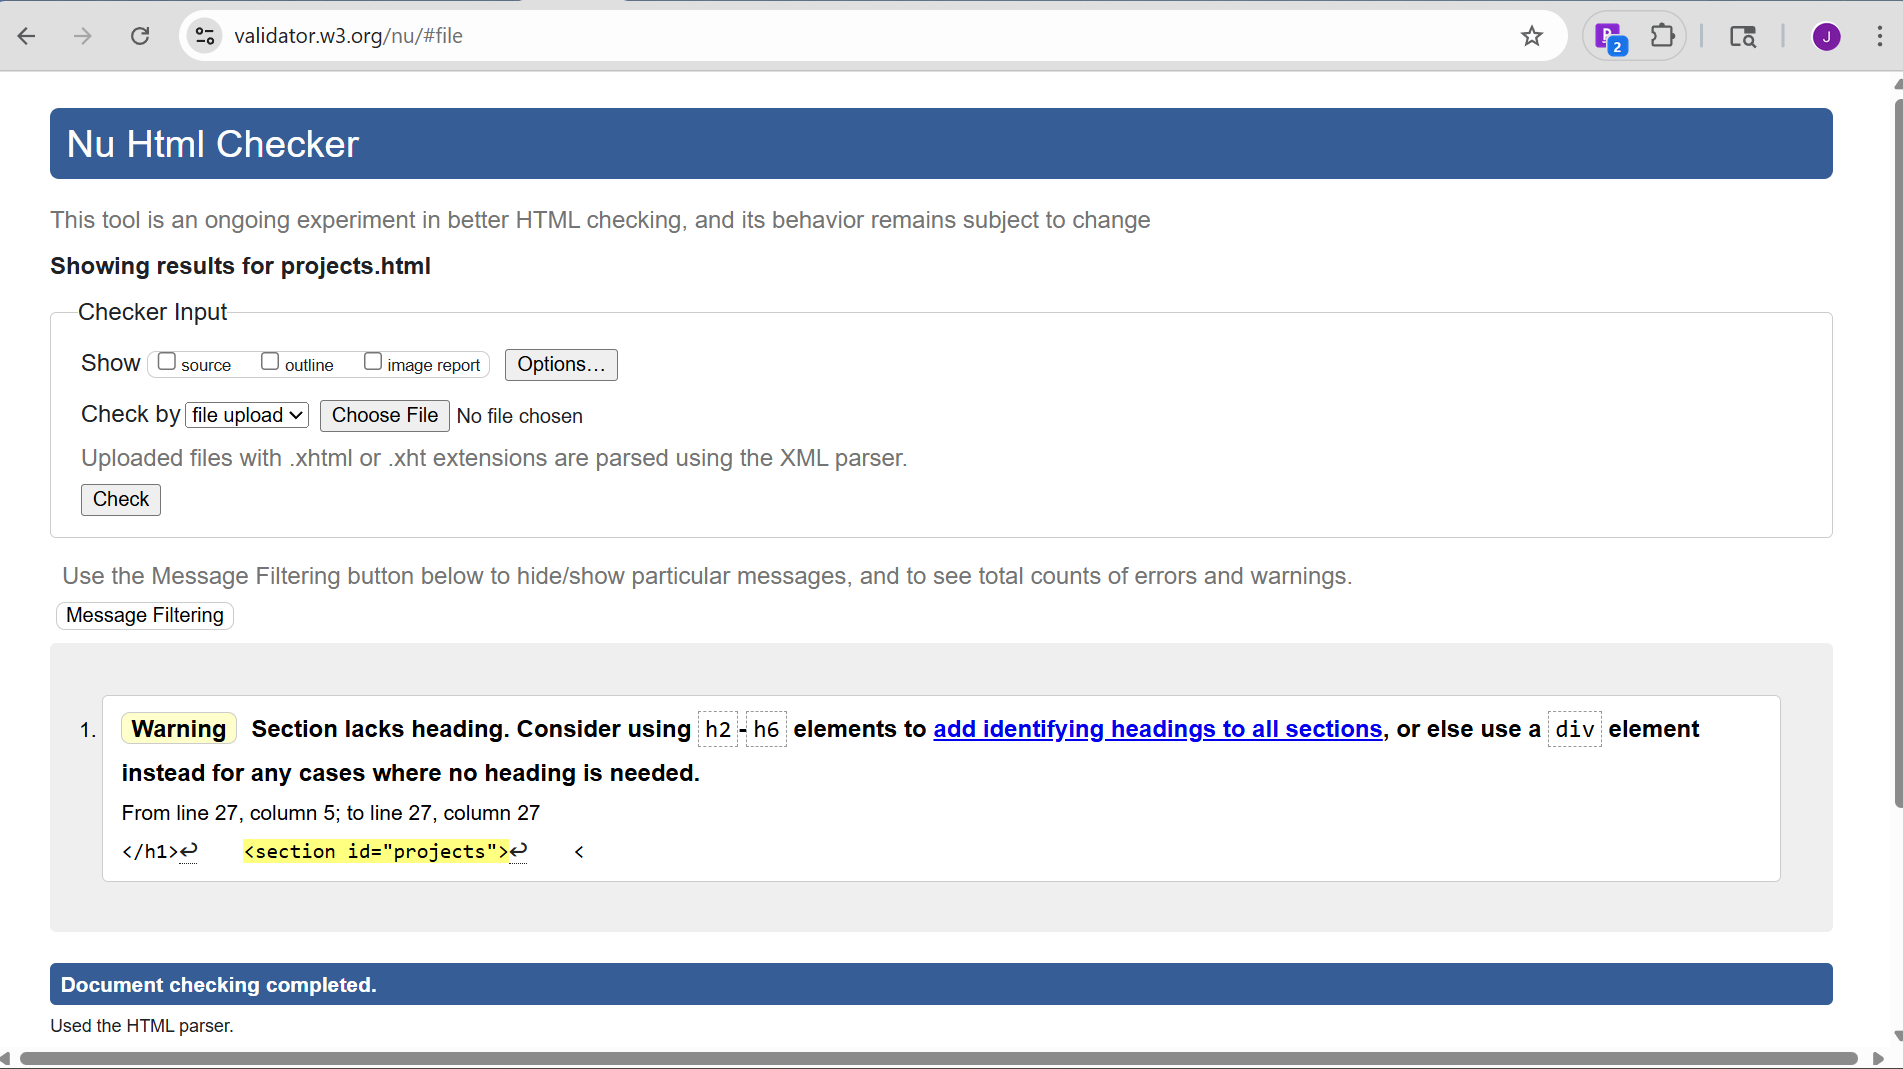 validator.w3.org/nu/#file
2
J
Nu Html Checker
This tool is an ongoing experiment in better HTML checking, and its behavior remains subject to change
Showing results for projects.html
Checker Input
Show source outline image report Options...
Check by file upload Choose File No file chosen
Uploaded files with .xhtml or .xht extensions are parsed using the XML parser.
Check
Use the Message Filtering button below to hide/show particular messages, and to see total counts of errors and warnings.
Message Filtering
1. Warning Section lacks heading. Consider using h2-h6 elements to add identifying headings to all sections, or else use a div element
instead for any cases where no heading is needed.
From line 27, column 5; to line 27, column 27
</h1>↩ <section id="projects">↩ <
Document checking completed.
Used the HTML parser.